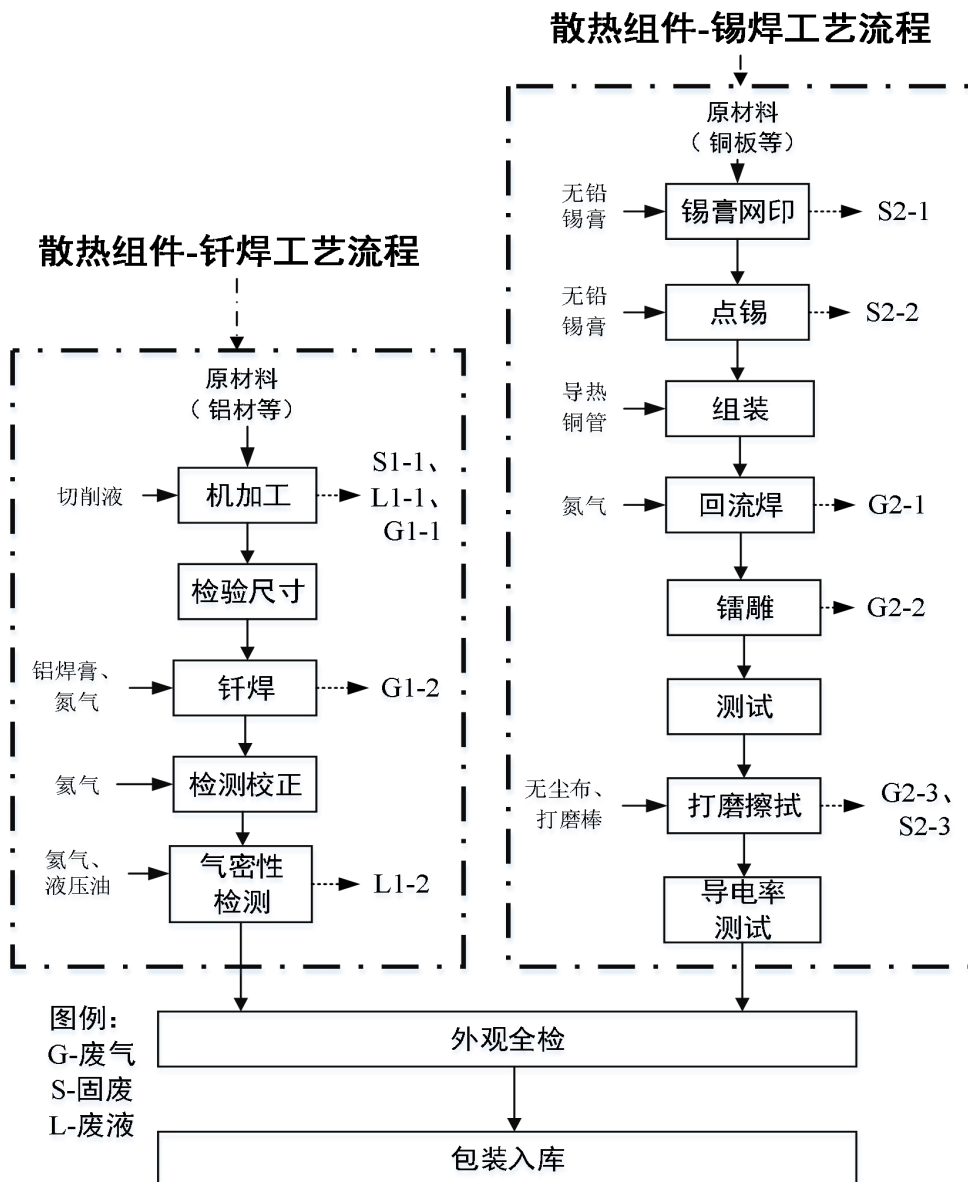 散热组件-锡焊工艺流程
原材料
（铜板等）
无铅
锡膏
锡膏网印
S2-1
无铅
锡膏
点锡
S2-2
导热
铜管
组装
氮气
回流焊
G2-1
镭雕
G2-2
测试
无尘布、
打磨棒
打磨擦拭
G2-3、
S2-3
导电率
测试
散热组件-钎焊工艺流程
原材料
（铝材等）
切削液
机加工
S1-1、
L1-1、
G1-1
检验尺寸
铝焊膏、
氮气
钎焊
G1-2
氦气
检测校正
氦气、
液压油
气密性
检测
L1-2
图例：
G-废气
S-固废
L-废液
外观全检
包装入库